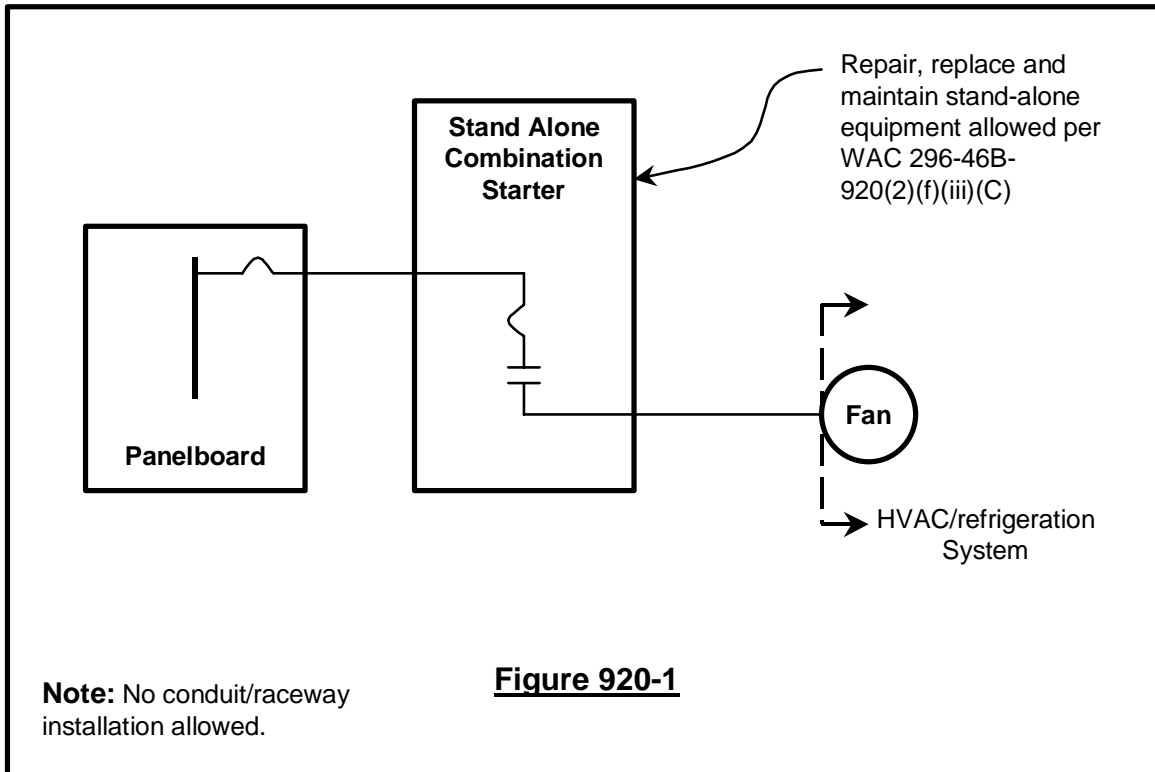 Repair, replace and
maintain stand-alone
equipment allowed per
WAC 296-46B-
920(2)(f)(iii)(C)
Stand Alone
Combination
Starter
Panelboard
Fan
HVAC/refrigeration
System
Figure 920-1
Note: No conduit/raceway
installation allowed.